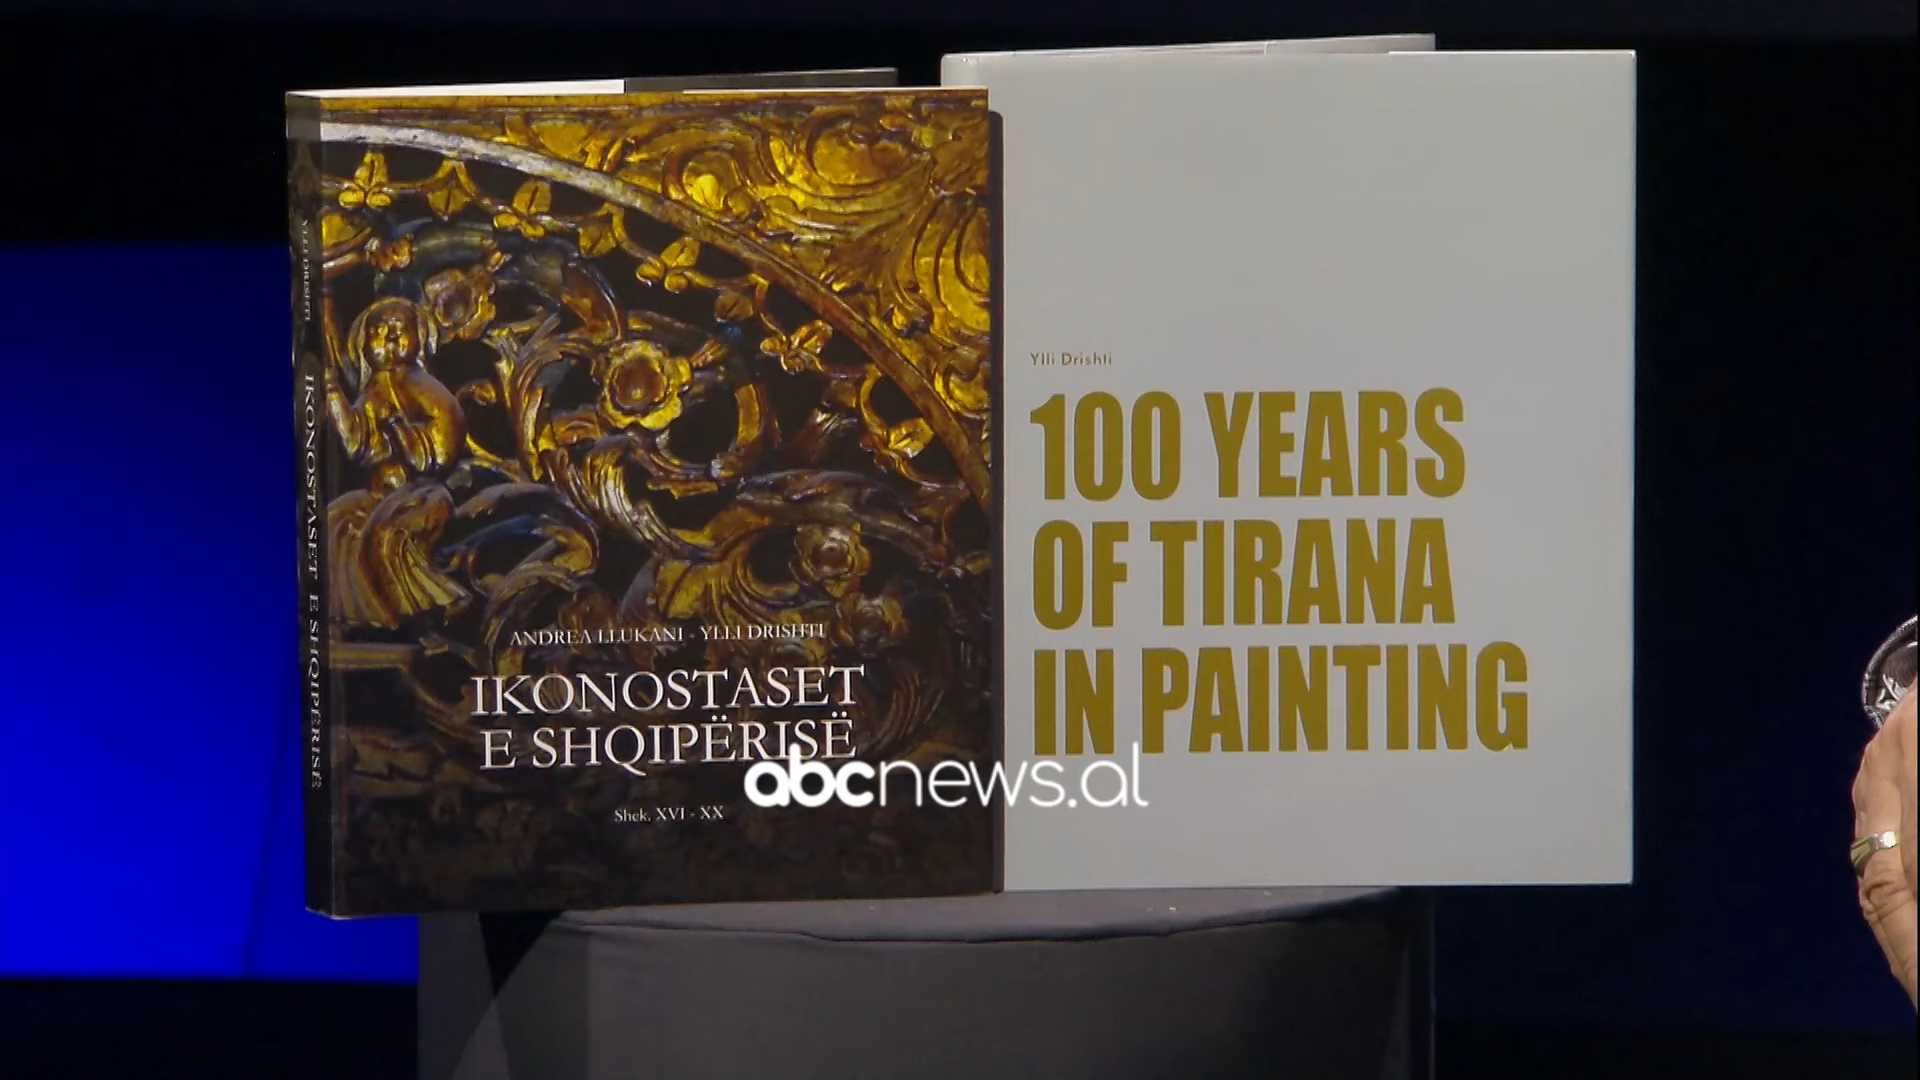 YLLI DRISHTI
IKONOSTASET E SHQIPËRISË
ANDREA LLUKANI - YLLI DRISHTI
IKONOSTASET
E SHQIPËRISË
Shek. XVI - XX
Ylli Drishti
100 YEARS
OF TIRANA
IN PAINTING
abcnews.al